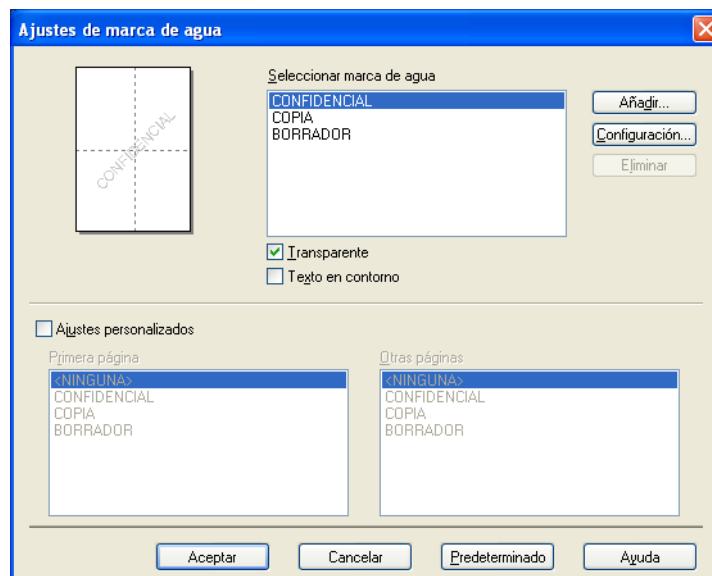 Ajustes de marca de agua
CONFIDENCIAL
Seleccionar marca de agua
CONFIDENCIAL
COPIA
BORRADOR
Añadir...
Configuración...
Eliminar
Transparente
Texto en contorno
Ajustes personalizados
Primera página
<NINGUNA>
CONFIDENCIAL
COPIA
BORRADOR
Otras páginas
<NINGUNA>
CONFIDENCIAL
COPIA
BORRADOR
Aceptar
Cancelar
Predeterminado
Ayuda